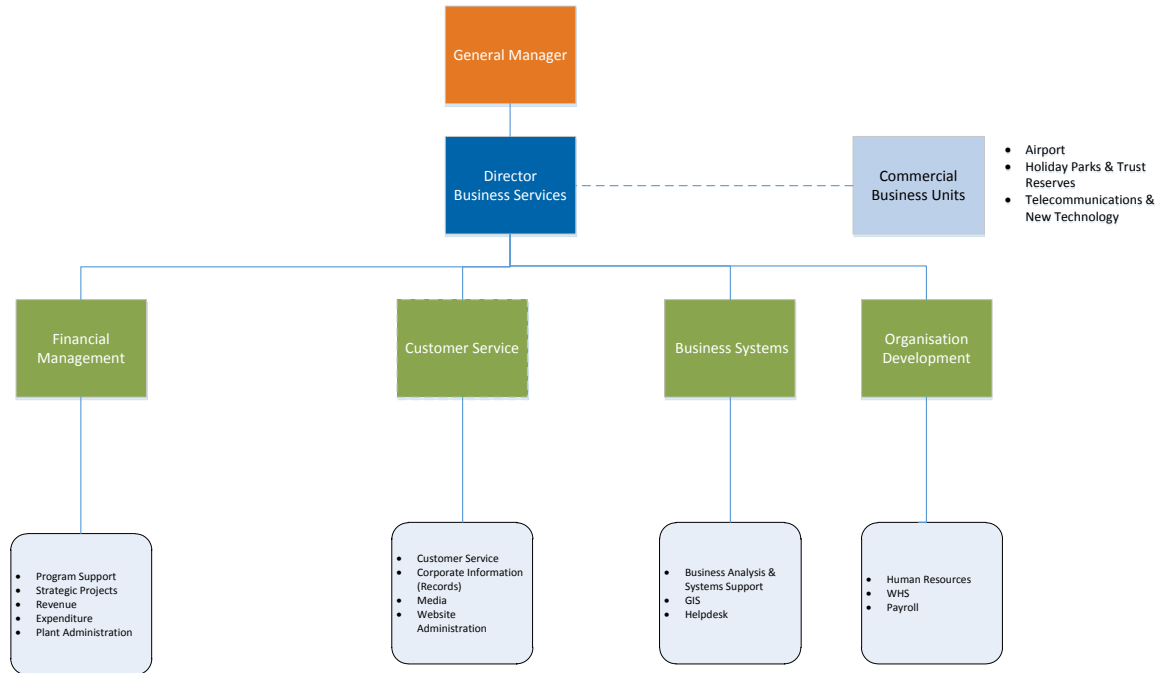 General Manager
Director
Business Services
Commercial
Business Units
• Airport
• Holiday Parks & Trust
Reserves
• Telecommunications &
New Technology
Financial
Management
Customer Service
Business Systems
Organisation
Development
• Program Support
• Strategic Projects
• Revenue
• Expenditure
• Plant Administration
• Customer Service
• Corporate Information
(Records)
• Media
• Website
Administration
• Business Analysis &
Systems Support
• GIS
• Helpdesk
• Human Resources
• WHS
• Payroll